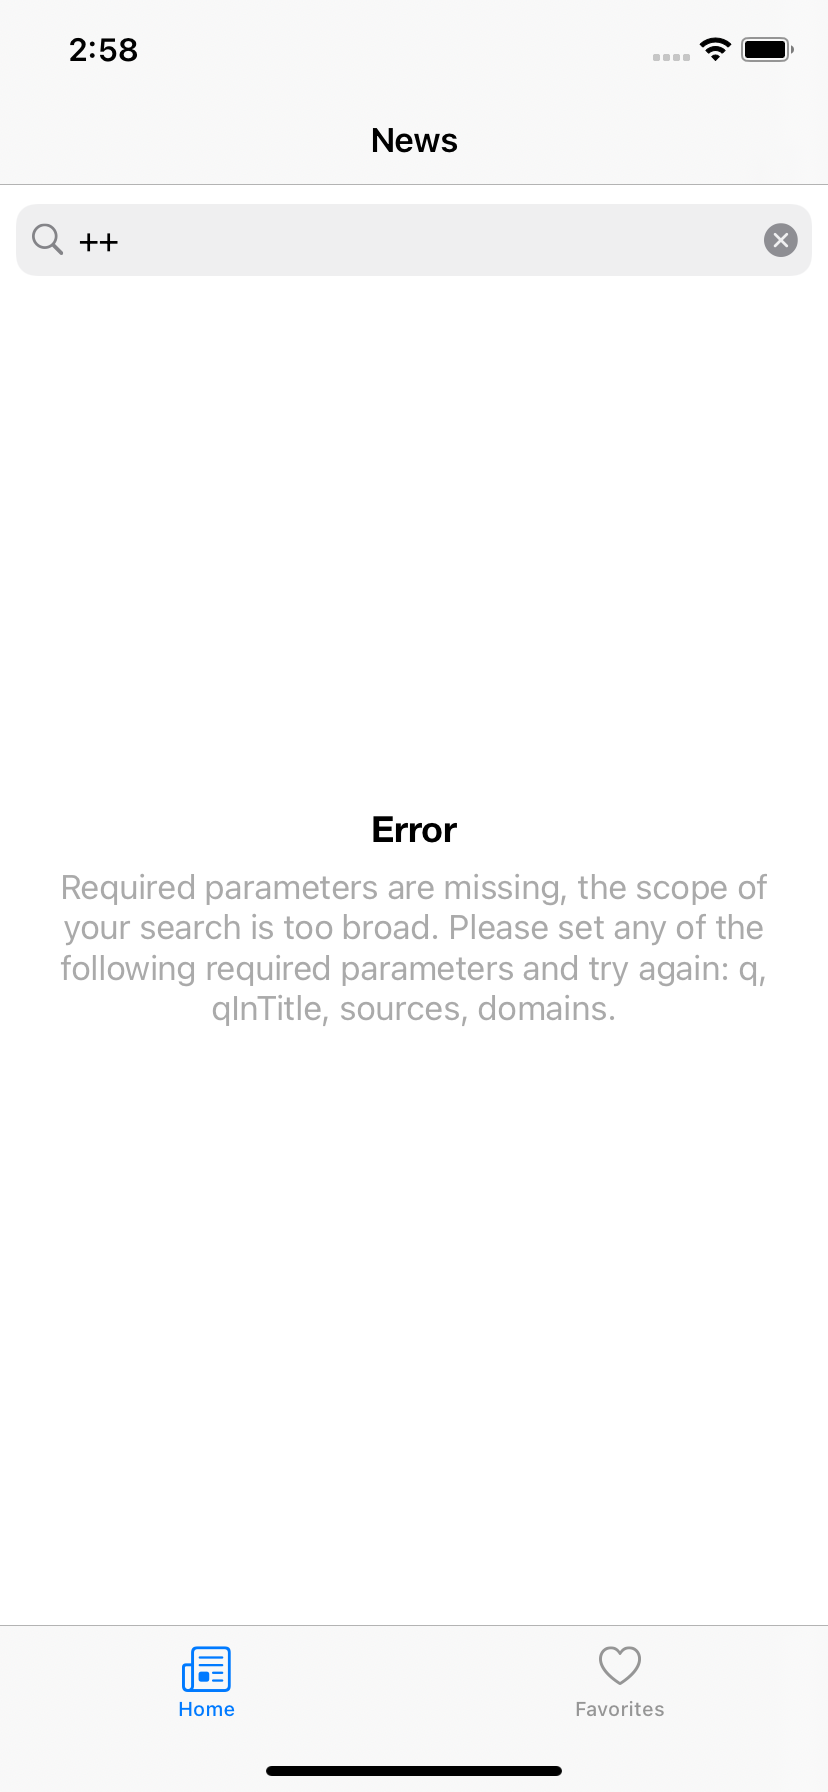 2:58
News
++
Error
Required parameters are missing, the scope of
your search is too broad. Please set any of the
following required parameters and try again: q,
qInTitle, sources, domains.
Home
Favorites